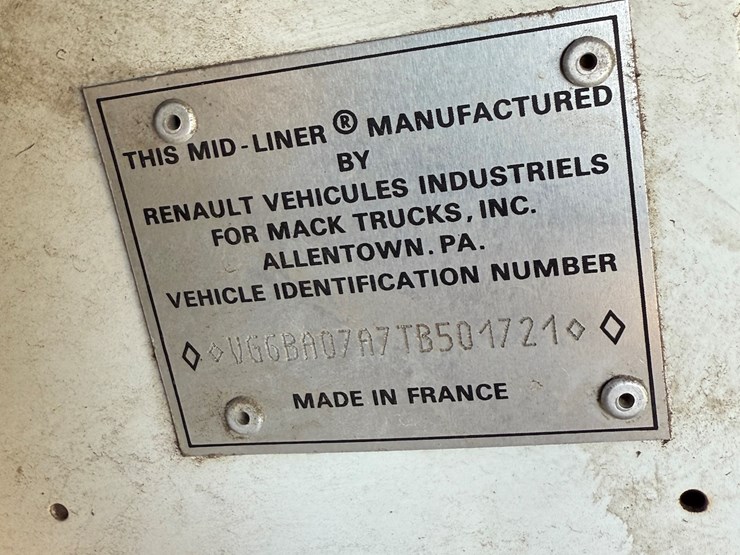 THIS MID-LINER ® MANUFACTURED
BY
RENAULT VEHICULES INDUSTRIELS
FOR MACK TRUCKS, INC.
ALLENTOWN. PA.
VEHICLE IDENTIFICATION NUMBER
◇◇VG6BA07A7TB501721◇◇
MADE IN FRANCE